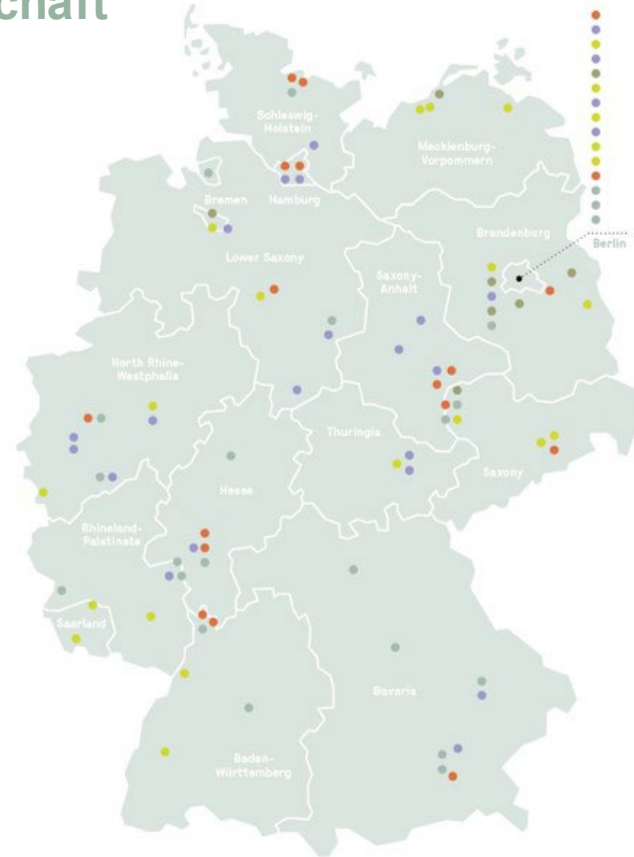 chaft
Schleswig-
Holstein
Mecklenburg-
Vorpommern
Bremen
Hamburg
Brandenburg
Berlin
Lower Saxony
Saxony-
Anhalt
North Rhine-
Westphalia
Thuringia
Saxony
Hesse
Rhineland-
Palatinate
Saarland
Bavaria
Baden-
Württemberg